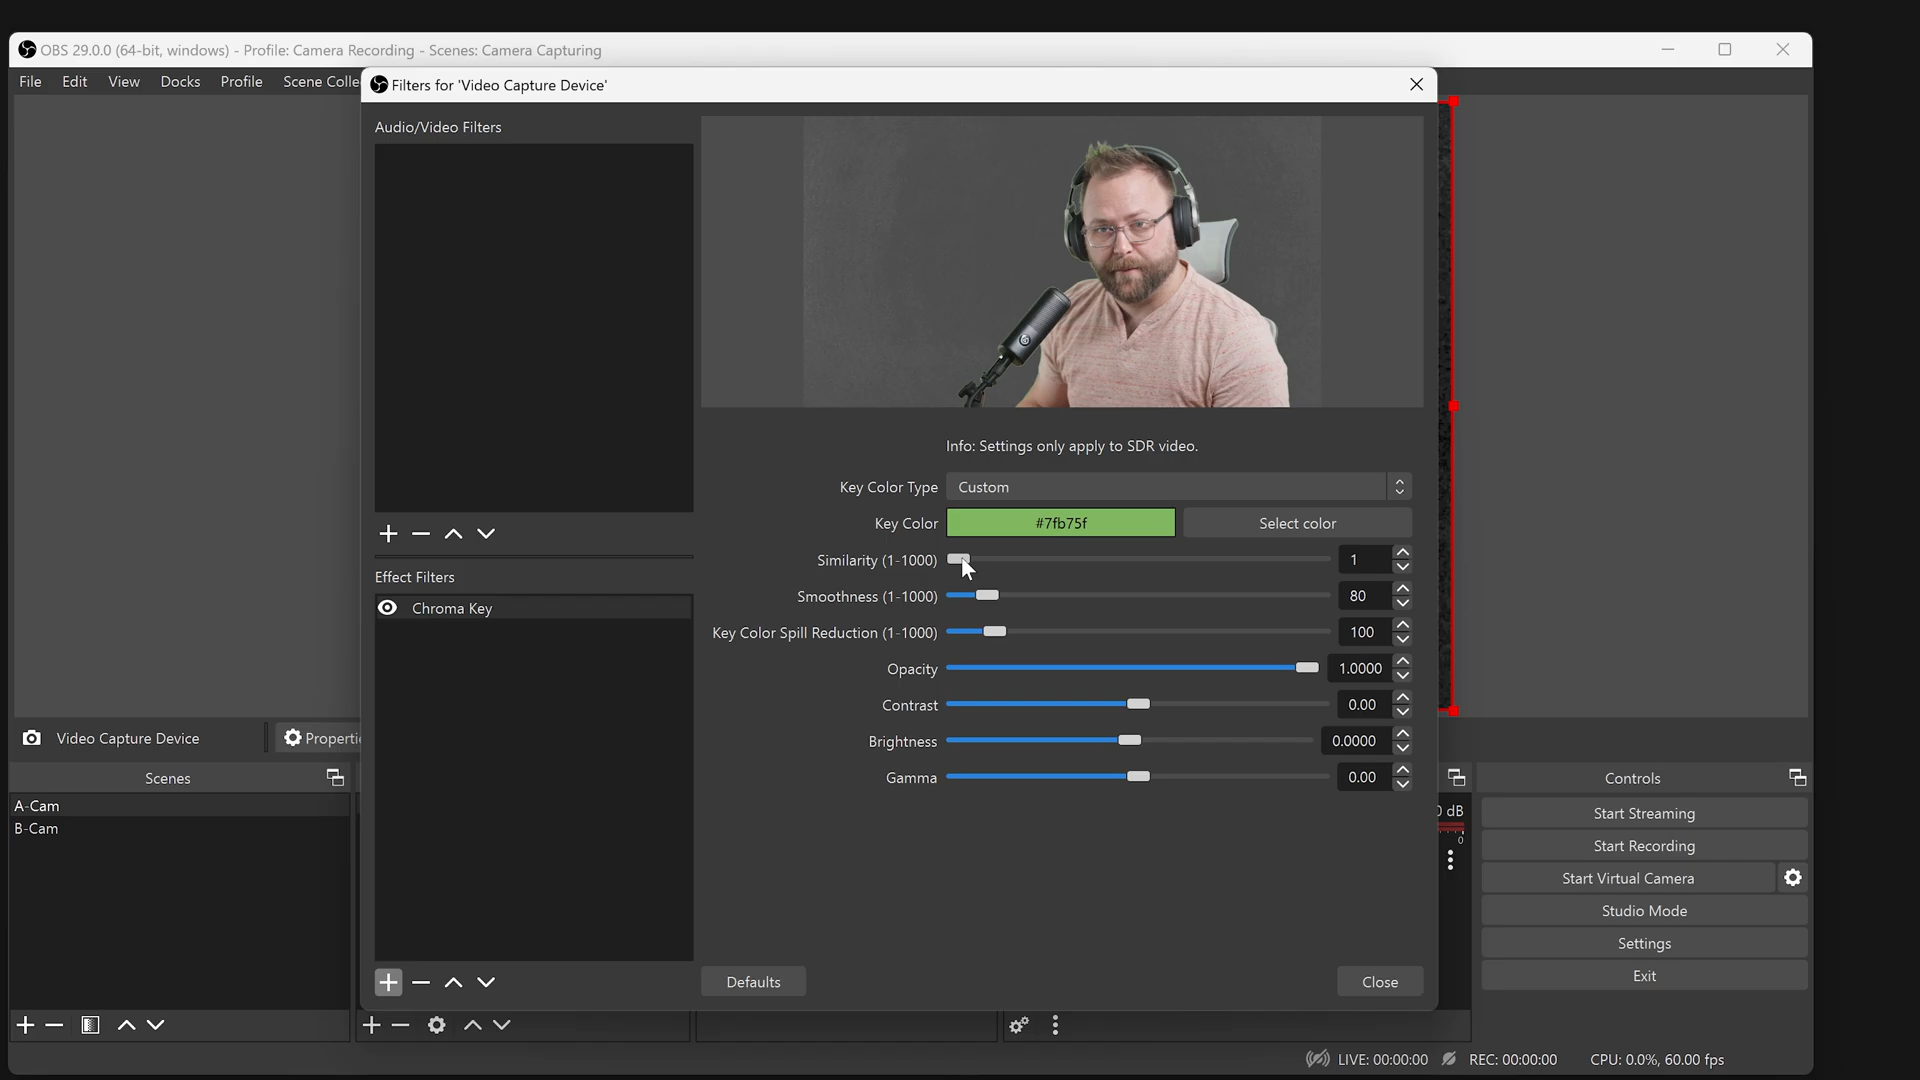 OBS 29.0.0 (64-bit, windows) - Profile: Camera Recording - Scenes: Camera Capturing
File Edit View Docks Profile Scene Colle
Filters for 'Video Capture Device'
Audio/Video Filters
Info: Settings only apply to SDR video.
Key Color Type Custom
Key Color #7fb75f Select color
Similarity (1-1000) 1
Smoothness (1-1000) 80
Key Color Spill Reduction (1-1000) 100
Opacity 1.0000
Contrast 0.00
Brightness 0.0000
Gamma 0.00
Effect Filters
Chroma Key
Defaults Close
Video Capture Device Properti
Scenes
A-Cam
B-Cam
0 dB
0
Controls
Start Streaming
Start Recording
Start Virtual Camera
Studio Mode
Settings
Exit
LIVE: 00:00:00 REC: 00:00:00 CPU: 0.0%, 60.00 fps